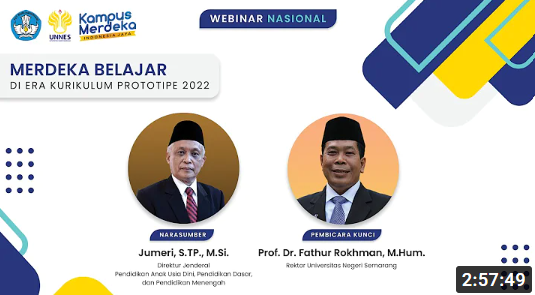 UNNES
Kampus
Merdeka
INDONESIA JAYA
WEBINAR NASIONAL
MERDEKA BELAJAR
DI ERA KURIKULUM PROTOTIPE 2022
NARASUMBER
Jumeri, S.TP., M.Si.
Direktur Jenderal
Pendidikan Anak Usia Dini, Pendidikan Dasar,
dan Pendidikan Menengah
PEMBICARA KUNCI
Prof. Dr. Fathur Rokhman, M.Hum.
Rektor Universitas Negeri Semarang
2:57:49